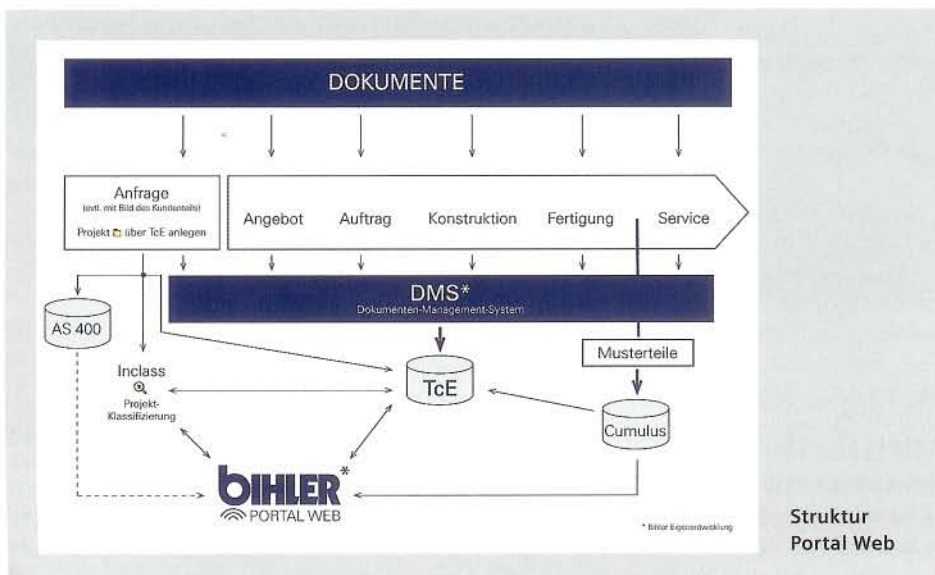 DOKUMENTE
Anfrage
(evtl. mit Bild des Kundenteils)
Projekt über TcE anlegen
Angebot
Auftrag
Konstruktion
Fertigung
Service
DMS*
Dokumenten-Management-System
AS 400
Inclass
Projekt-
Klassifizierung
TcE
Musterteile
Cumulus
BIHLER*
PORTAL WEB
* Bihler Eigenentwicklung
Struktur
Portal Web